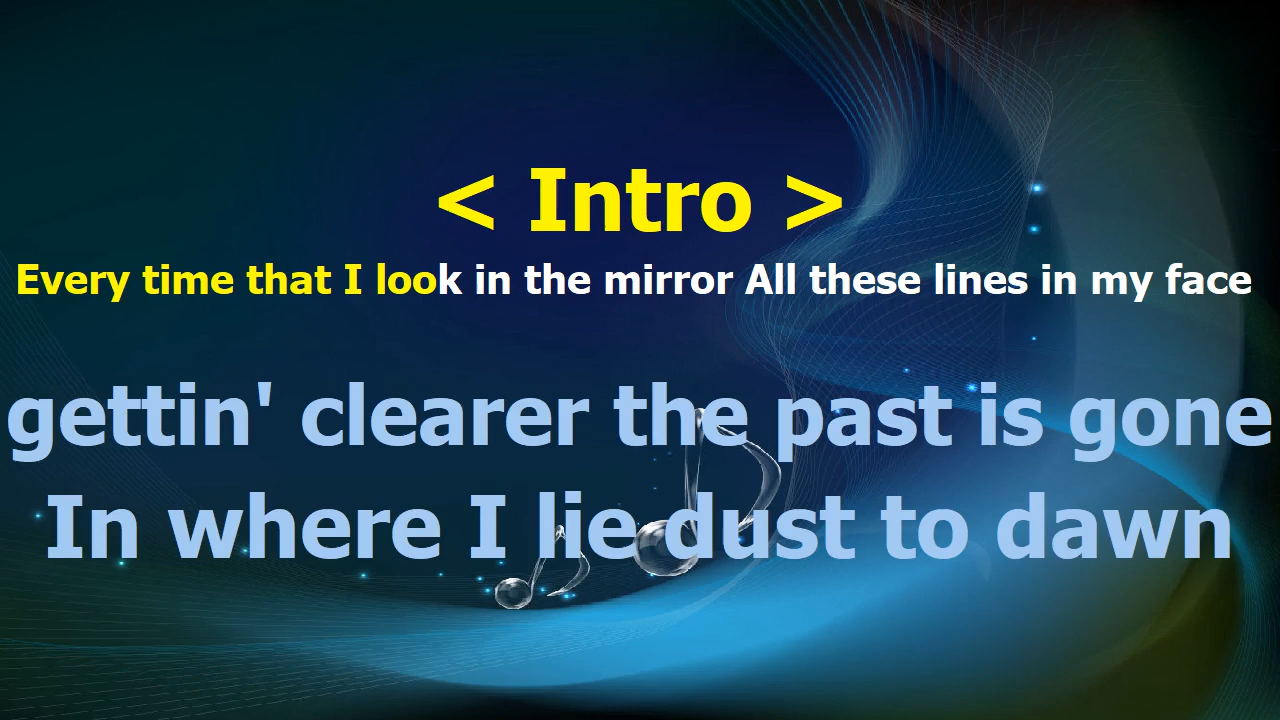 < Intro >
Every time that I look in the mirror All these lines in my face
gettin' clearer the past is gone
In where I lie dust to dawn